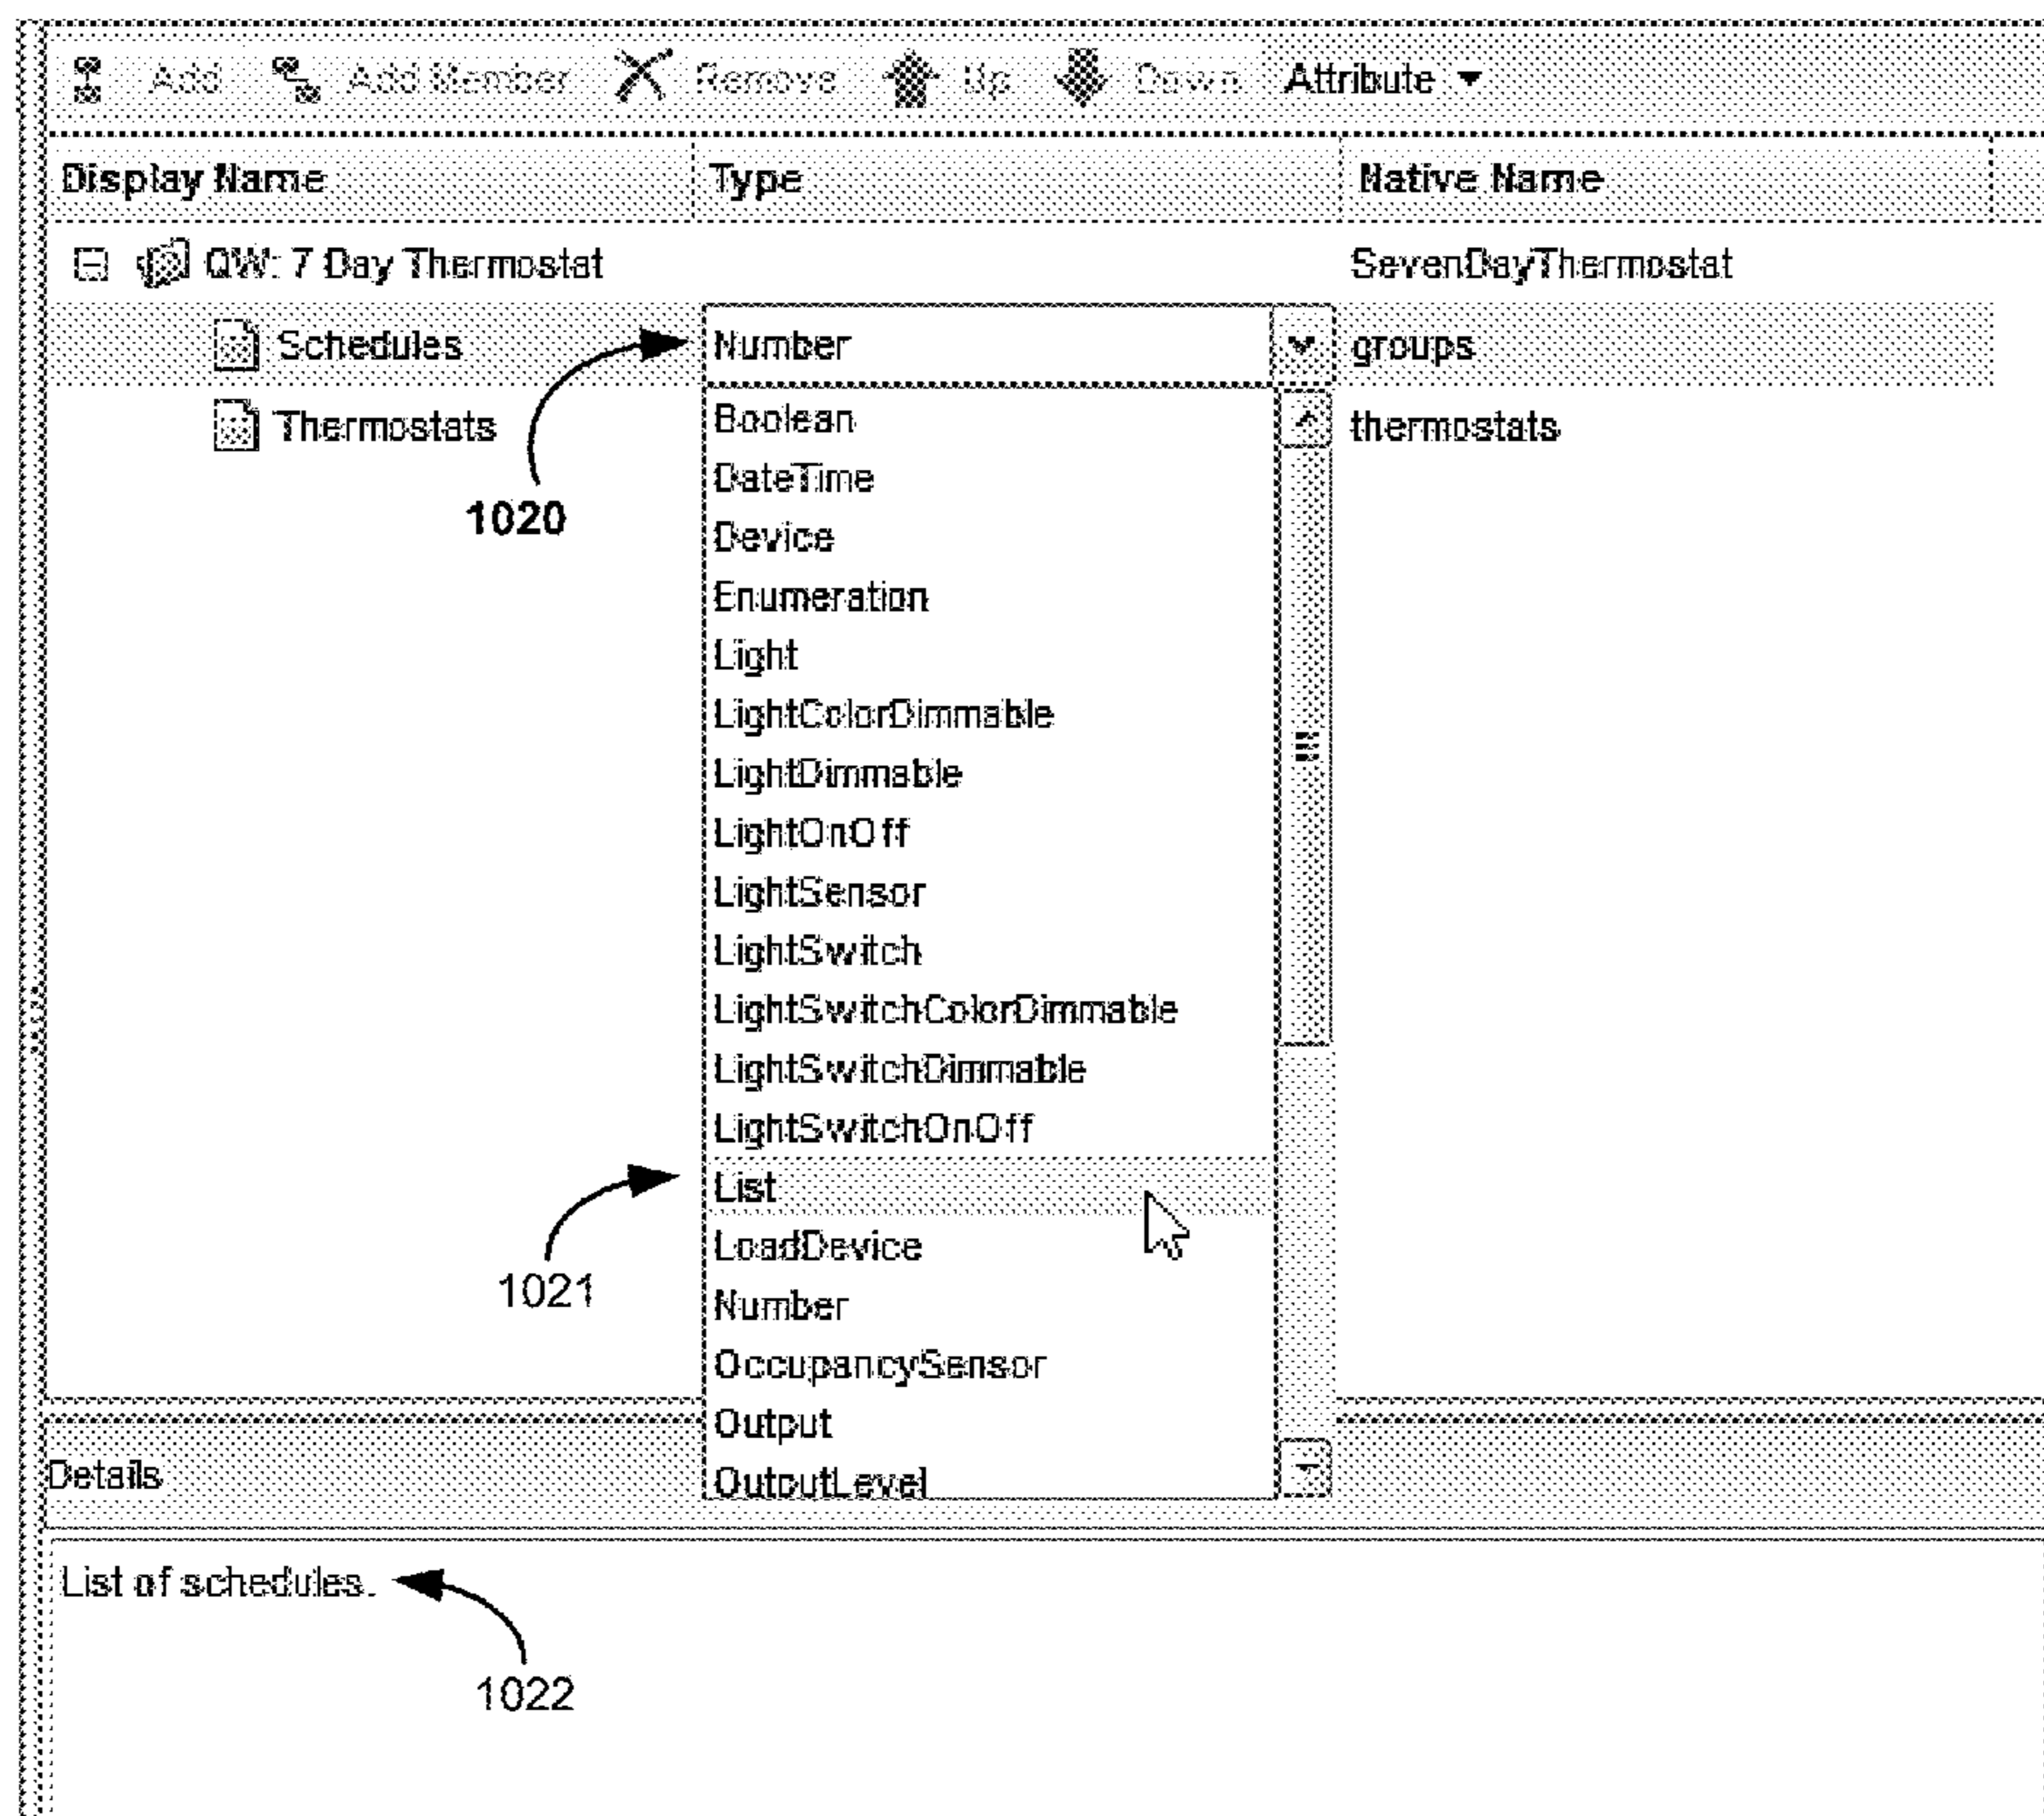 Add Add Member Remove Up Down Attribute
Display Name Type Native Name
QW: 7 Day Thermostat SevenDayThermostat
Schedules Number groups
Thermostats thermostats
1020
Boolean
DateTime
Device
Enumeration
Light
LightColorDimmable
LightDimmable
LightOnOff
LightSensor
LightSwitch
LightSwitchColorDimmable
LightSwitchDimmable
LightSwitchOnOff
List
1021
LoadDevice
Number
OccupancySensor
Output
OutputLevel
Details
List of schedules.
1022